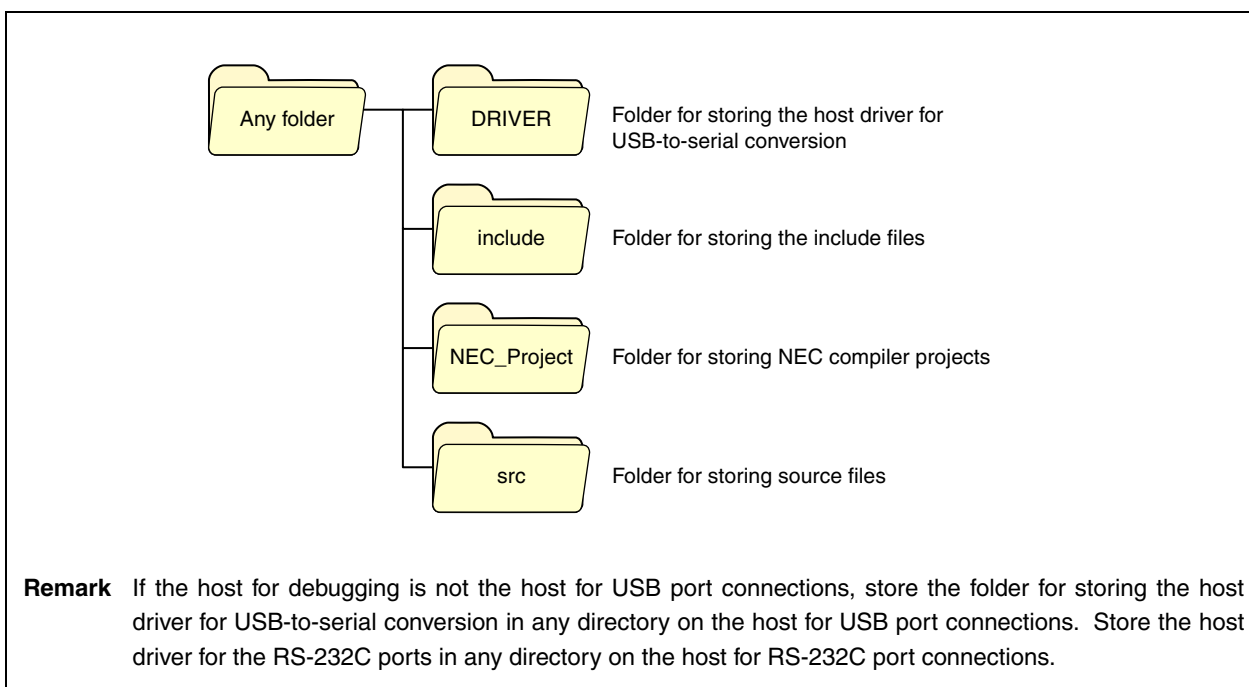 Any folder
DRIVER
Folder for storing the host driver for
USB-to-serial conversion
include
Folder for storing the include files
NEC_Project
Folder for storing NEC compiler projects
src
Folder for storing source files
Remark If the host for debugging is not the host for USB port connections, store the folder for storing the host
driver for USB-to-serial conversion in any directory on the host for USB port connections. Store the host
driver for the RS-232C ports in any directory on the host for RS-232C port connections.